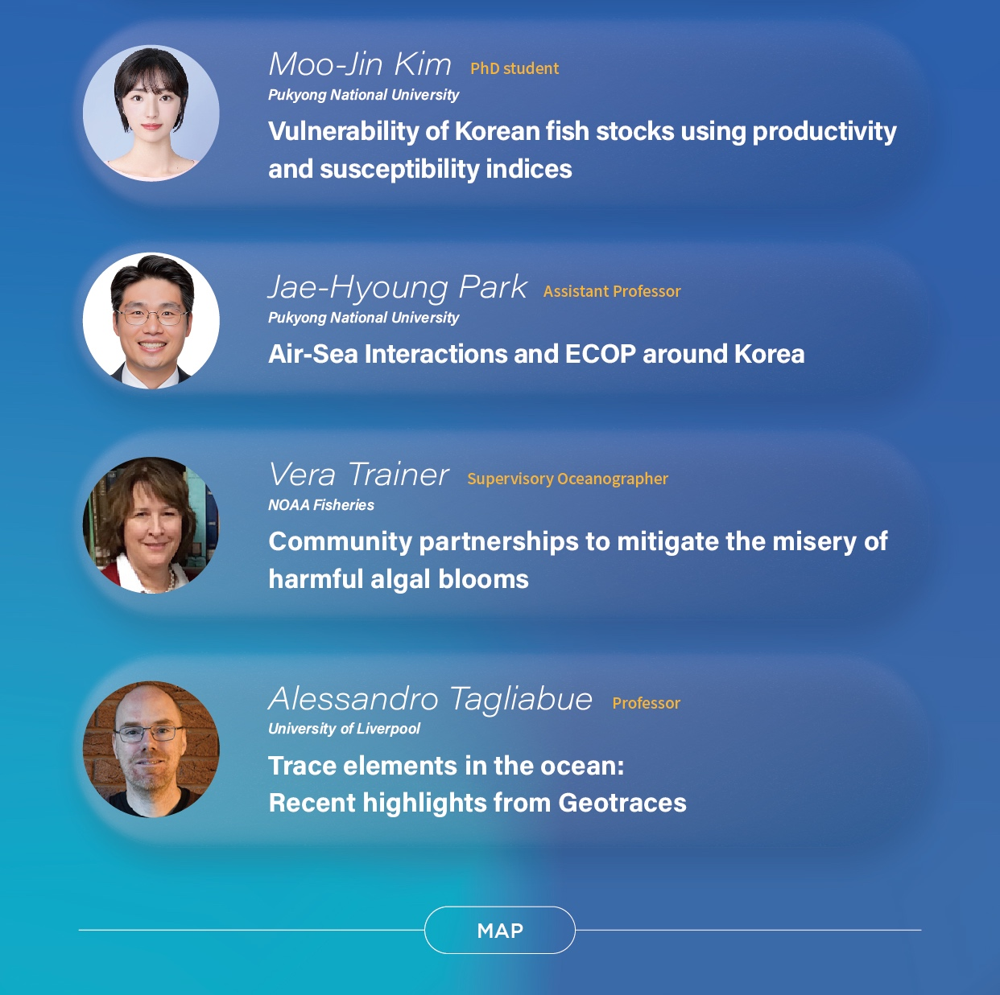 Moo-Jin Kim PhD student
Pukyong National University
Vulnerability of Korean fish stocks using productivity
and susceptibility indices
Jae-Hyoung Park Assistant Professor
Pukyong National University
Air-Sea Interactions and ECOP around Korea
Vera Trainer Supervisory Oceanographer
NOAA Fisheries
Community partnerships to mitigate the misery of
harmful algal blooms
Alessandro Tagliabue Professor
University of Liverpool
Trace elements in the ocean:
Recent highlights from Geotraces
MAP